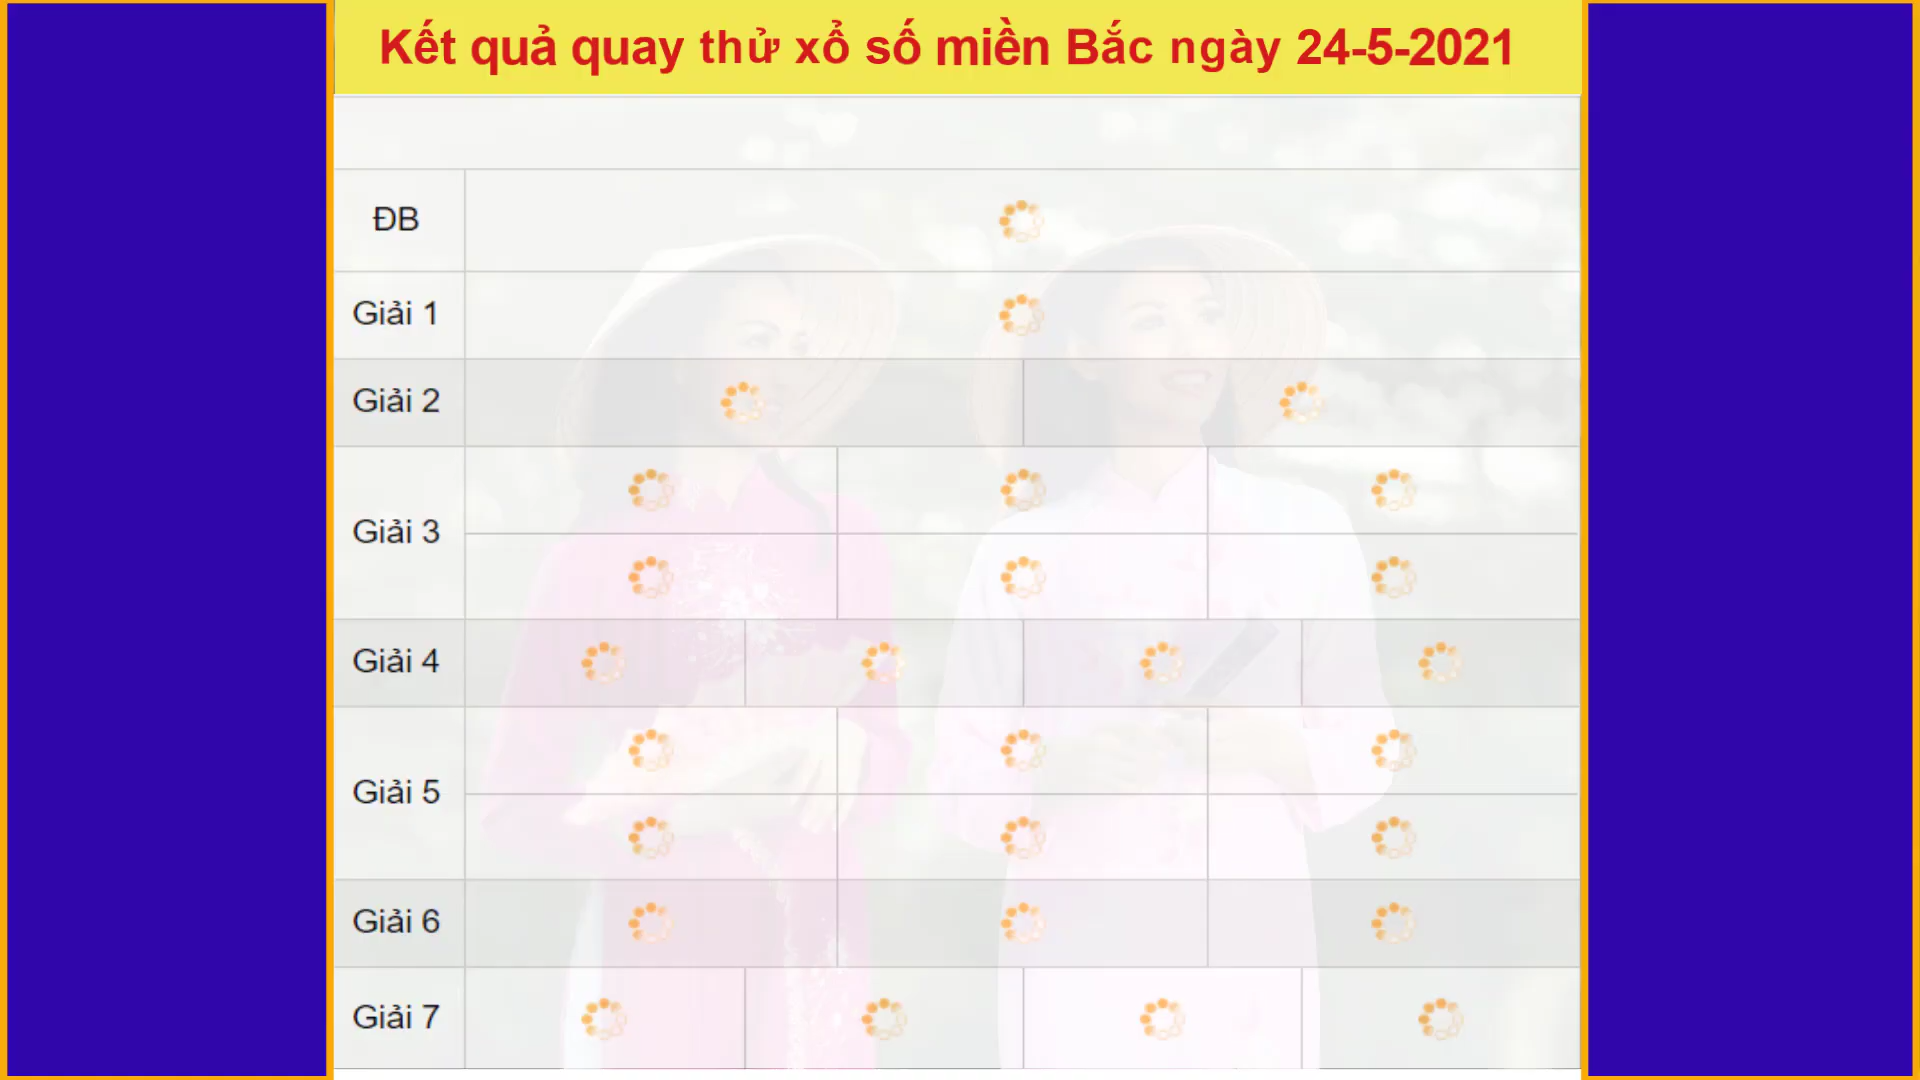 Kết quả quay thử xổ số miền Bắc ngày 24-5-2021
ĐB
Giải 1
Giải 2
Giải 3
Giải 4
Giải 5
Giải 6
Giải 7